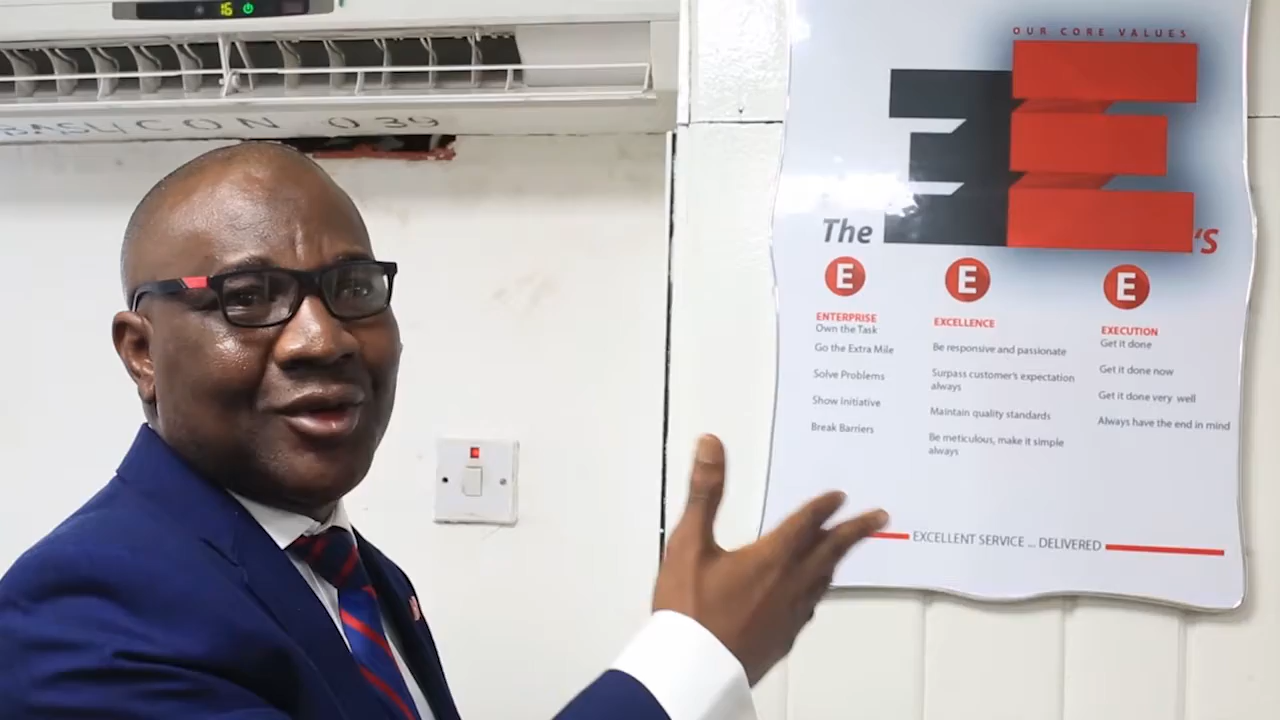 16
BASLICON 039
OUR CORE VALUES
The EE'S
E
ENTERPRISE
Own the Task
Go the Extra Mile
Solve Problems
Show Initiative
Break Barriers
E
EXCELLENCE
Be responsive and passionate
Surpass customer's expectation
always
Maintain quality standards
Be meticulous, make it simple
always
E
EXECUTION
Get it done
Get it done now
Get it done very well
Always have the end in mind
EXCELLENT SERVICE ... DELIVERED